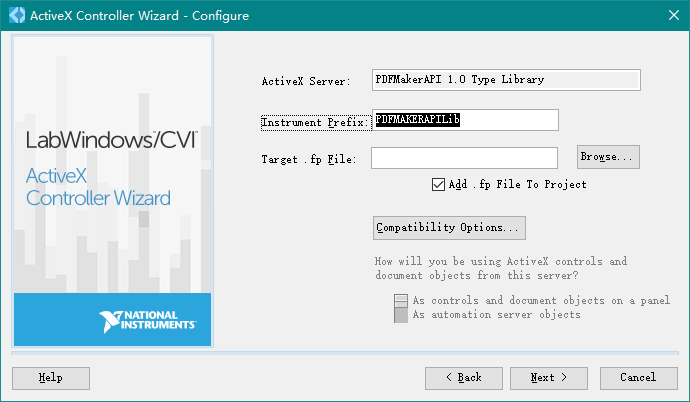 ActiveX Controller Wizard - Configure
LabWindows™/CVI
ActiveX
Controller Wizard
NATIONAL
INSTRUMENTS™
ActiveX Server:
PDFMakerAPI 1.0 Type Library
Instrument Prefix:
PDFMAKERAPILib
Target .fp File:
Browse...
Add .fp File To Project
Compatibility Options...
How will you be using ActiveX controls and
document objects from this server?
As controls and document objects on a panel
As automation server objects
Help
< Back
Next >
Cancel